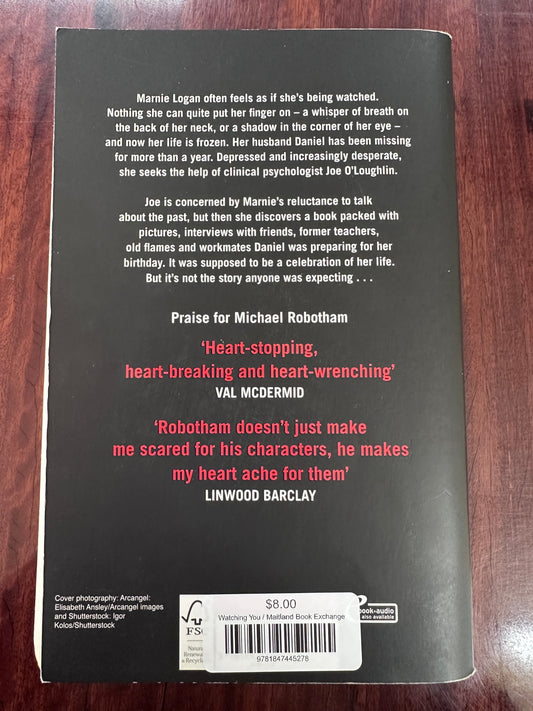 Marnie Logan often feels as if she's being watched.
Nothing she can quite put her finger on – a whisper of breath on
the back of her neck, or a shadow in the corner of her eye –
and now her life is frozen. Her husband Daniel has been missing
for more than a year. Depressed and increasingly desperate,
she seeks the help of clinical psychologist Joe O'Loughlin.
Joe is concerned by Marnie's reluctance to talk
about the past, but then she discovers a book packed with
pictures, interviews with friends, former teachers,
old flames and workmates Daniel was preparing for her
birthday. It was supposed to be a celebration of her life.
But it's not the story anyone was expecting . . .
Praise for Michael Robotham
'Heart-stopping,
heart-breaking and heart-wrenching'
VAL MCDERMID
'Robotham doesn't just make
me scared for his characters, he makes
my heart ache for them'
LINWOOD BARCLAY
Cover photography: Arcangel:
Elisabeth Ansley/Arcangel images
and Shutterstock: Igor
Kolos/Shutterstock
FSC
$8.00
Watching You / Maitland Book Exchange
9781847445278
book-audio
also available